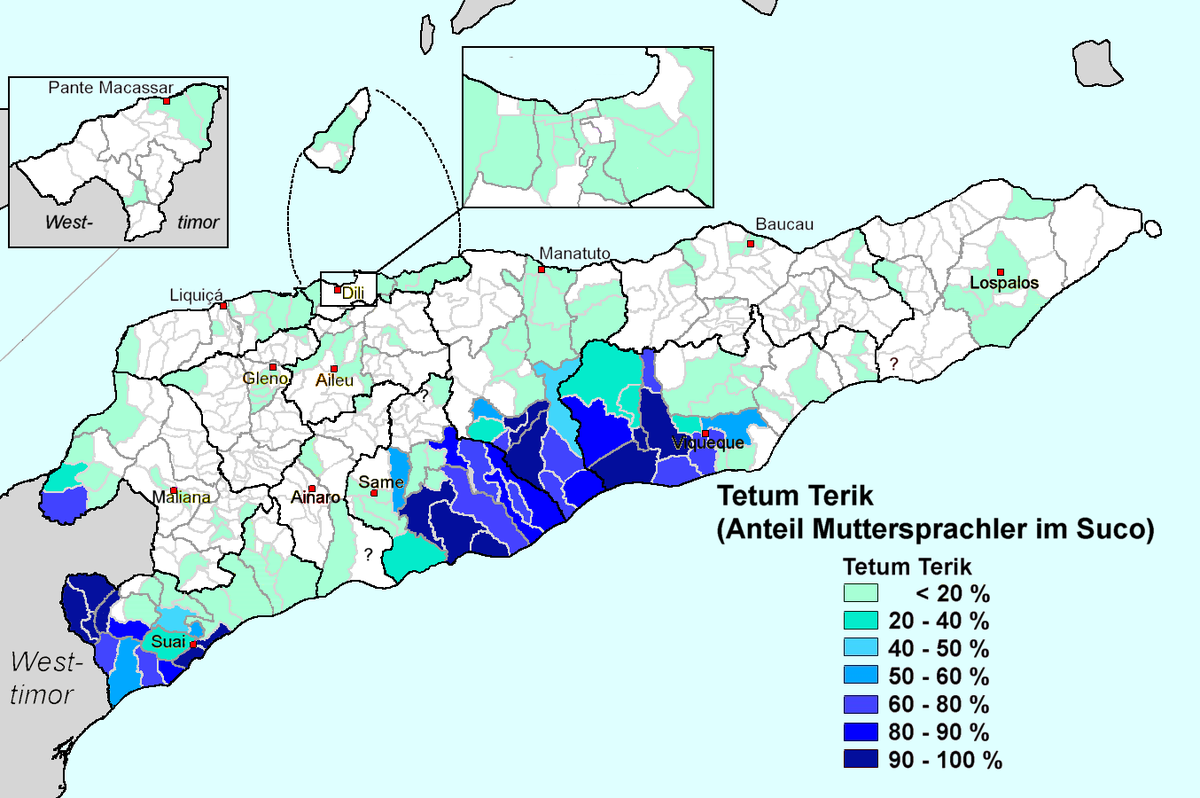 Pante Macassar
West-
timor
Baucau
Manatuto
Lospalos
Liquiçá
Dili
?
Gleno
Aileu
?
Viqueque
Same
Maliana
Ainaro
?
Tetum Terik
(Anteil Muttersprachler im Suco)
Tetum Terik
< 20 %
20 - 40 %
40 - 50 %
50 - 60 %
60 - 80 %
80 - 90 %
90 - 100 %
Suai
West-
timor